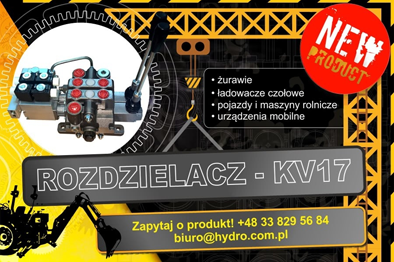 NEW
PRODUCT
• żurawie
• ładowacze czołowe
• pojazdy i maszyny rolnicze
• urządzenia mobilne
ROZDZIELACZ - KV17
Zapytaj o produkt! +48 33 829 56 84
biuro@hydro.com.pl